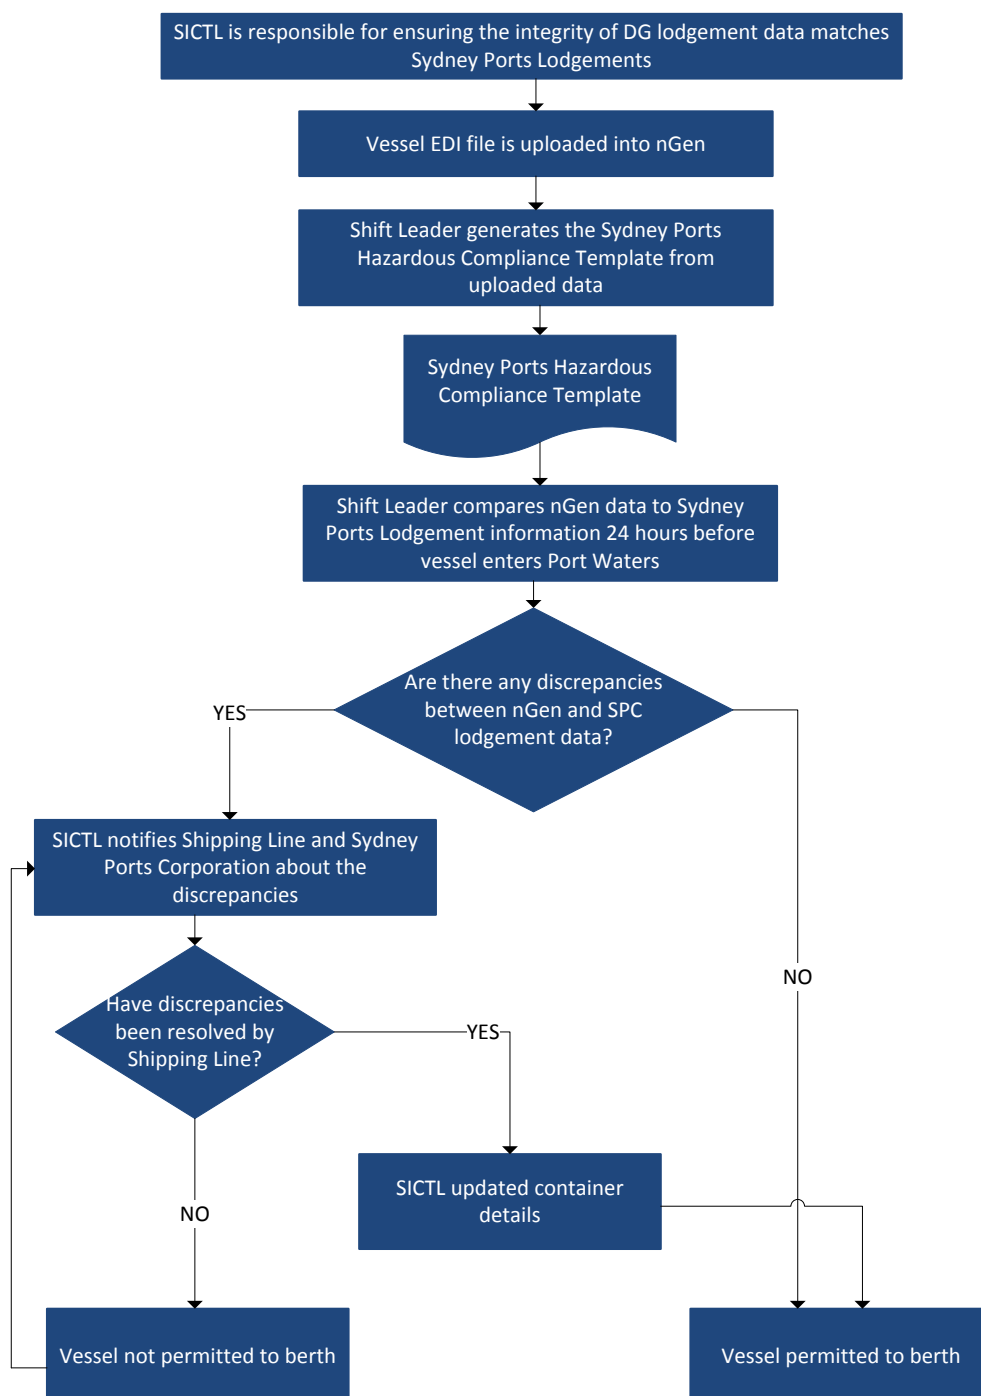 SICTL is responsible for ensuring the integrity of DG lodgement data matches
Sydney Ports Lodgements
Vessel EDI file is uploaded into nGen
Shift Leader generates the Sydney Ports
Hazardous Compliance Template from
uploaded data
Sydney Ports Hazardous
Compliance Template
Shift Leader compares nGen data to Sydney
Ports Lodgement information 24 hours before
vessel enters Port Waters
Are there any discrepancies
between nGen and SPC
lodgement data?
YES
SICTL notifies Shipping Line and Sydney
Ports Corporation about the
discrepancies
NO
Have discrepancies
been resolved by
Shipping Line?
YES
SICTL updated container
details
NO
Vessel not permitted to berth
Vessel permitted to berth